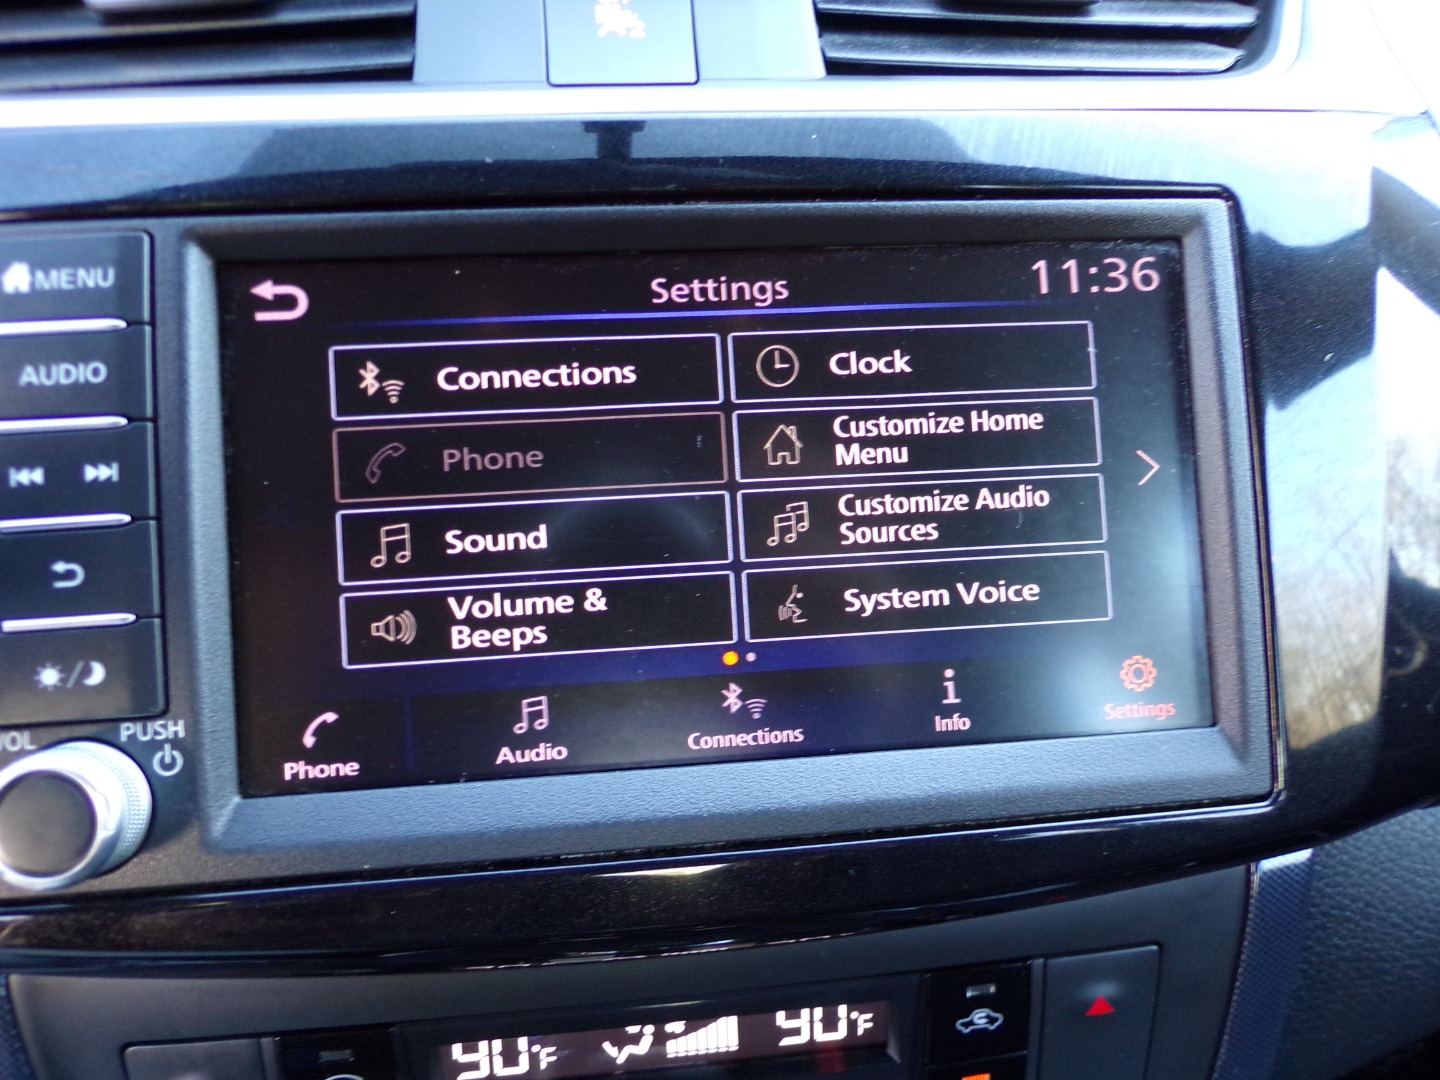 MENU
AUDIO
VOL
PUSH
Settings
11:36
Connections
Clock
Phone
Customize Home
Menu
Sound
Customize Audio
Sources
Volume &
Beeps
System Voice
Phone
Audio
Connections
Info
Settings
90°F
90°F